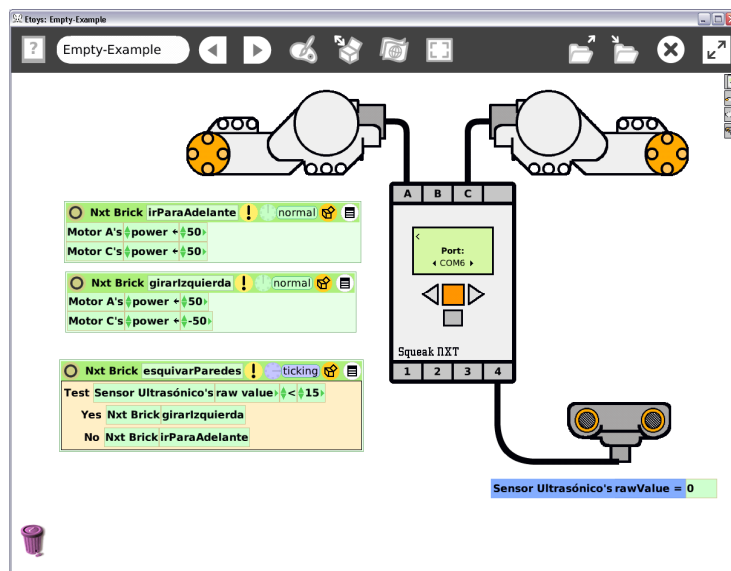 Etoys: Empty-Example
?
Empty-Example
A B C
Nxt Brick irParaAdelante ! normal
Motor A's power 50
Motor C's power 50
Nxt Brick girarIzquierda ! normal
Motor A's power 50
Motor C's power -50
<
Port:
COM6
Squeak NXT
1 2 3 4
Nxt Brick esquivarParedes ! ticking
Test Sensor Ultrasónico's raw value < 15
Yes Nxt Brick girarIzquierda
No Nxt Brick irParaAdelante
Sensor Ultrasónico's rawValue = 0